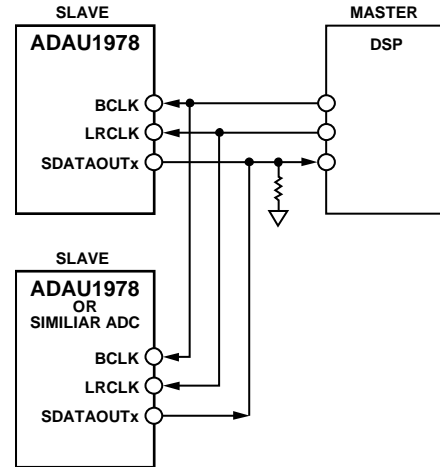 SLAVE
ADAU1978
BCLK
LRCLK
SDATAOUTx
MASTER
DSP
SLAVE
ADAU1978
OR
SIMILIAR ADC
BCLK
LRCLK
SDATAOUTx